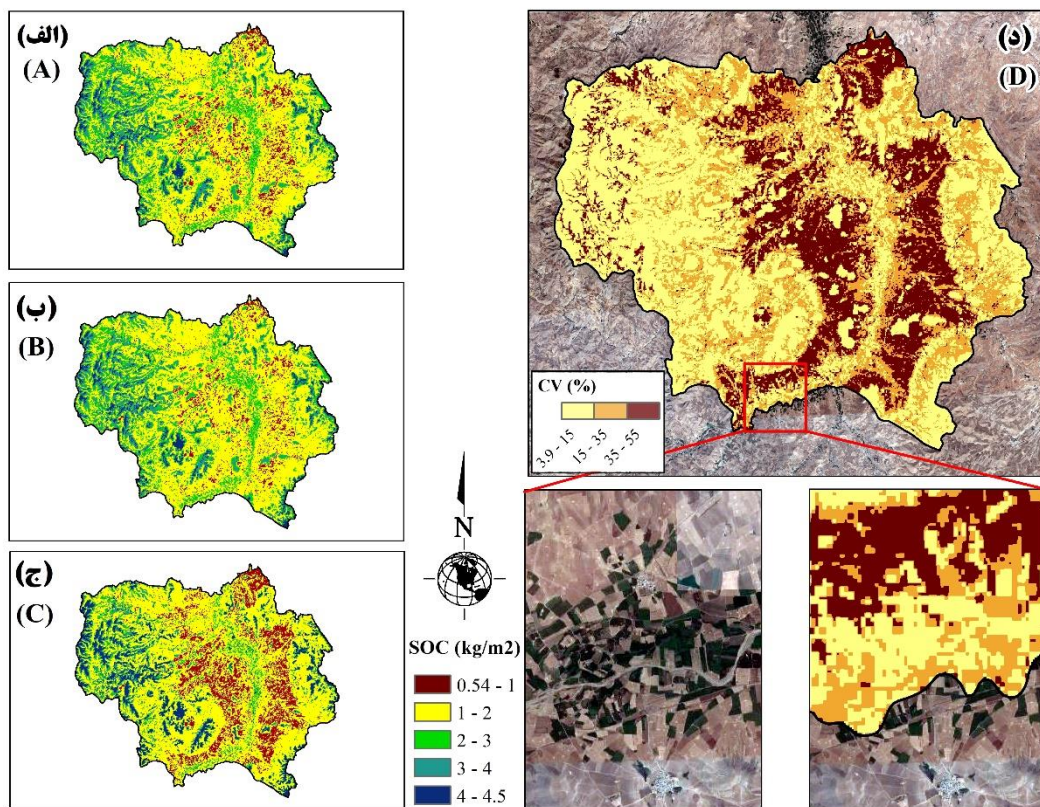 (الف)
(A)
(ب)
(B)
(ج)
(C)
N
SOC (kg/m2)
0.54 - 1
1 - 2
2 - 3
3 - 4
4 - 4.5
(د)
(D)
CV (%)
3.9 - 15
15 - 35
35 - 55